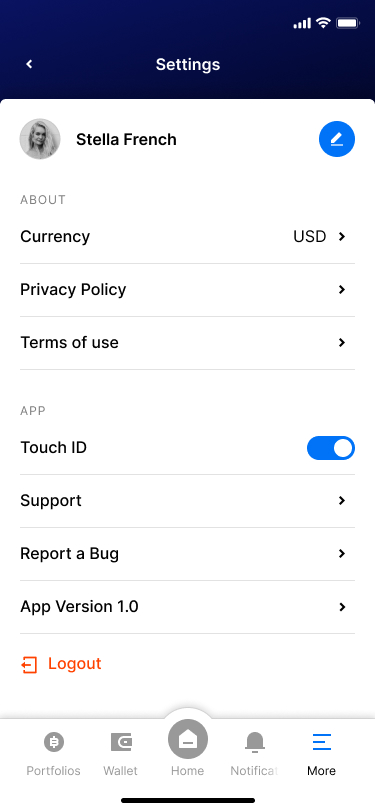 Settings
Stella French
ABOUT
Currency USD
Privacy Policy
Terms of use
APP
Touch ID
Support
Report a Bug
App Version 1.0
Logout
Portfolios Wallet Home Notificat More